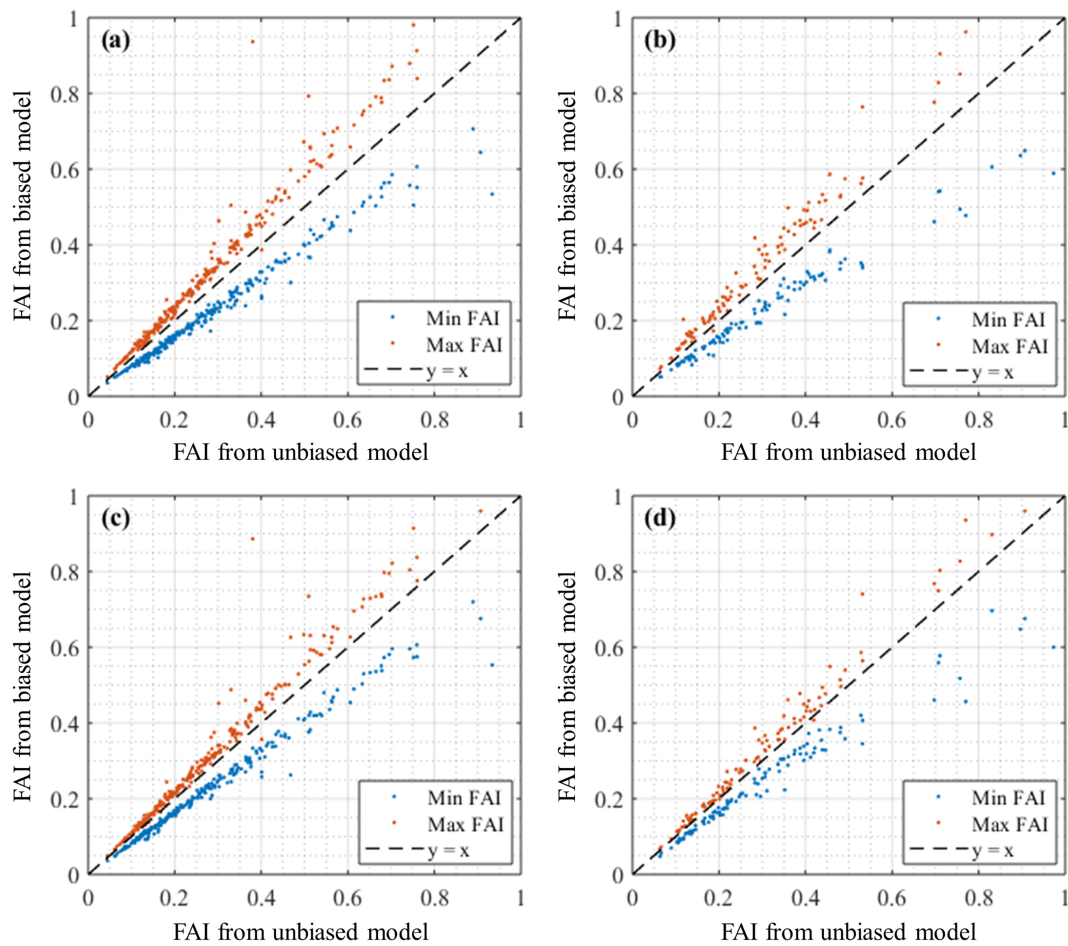 (a)
1
0.8
0.6
0.4
0.2
0
0 0.2 0.4 0.6 0.8 1
FAI from biased model
FAI from unbiased model
Min FAI
Max FAI
y = x
(b)
1
0.8
0.6
0.4
0.2
0
0 0.2 0.4 0.6 0.8 1
FAI from biased model
FAI from unbiased model
Min FAI
Max FAI
y = x
(c)
1
0.8
0.6
0.4
0.2
0
0 0.2 0.4 0.6 0.8 1
FAI from biased model
FAI from unbiased model
Min FAI
Max FAI
y = x
(d)
1
0.8
0.6
0.4
0.2
0
0 0.2 0.4 0.6 0.8 1
FAI from biased model
FAI from unbiased model
Min FAI
Max FAI
y = x